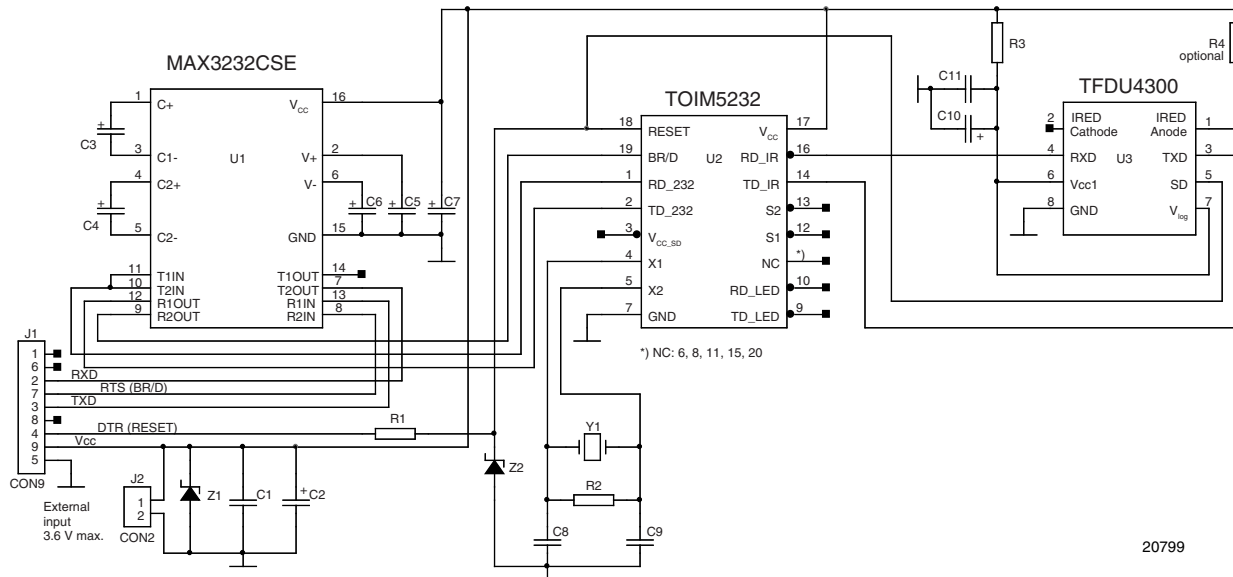 MAX3232CSE
1 C+
VCC 16
C3
3 C1-
U1
V+ 2
4 C2+
V- 6
C4
C6 C5 C7
5 C2-
GND 15
11 T1IN
T1OUT 14
10 T2IN
T2OUT 7
12 R1OUT
R1IN 13
9 R2OUT
R2IN 8
TOIM5232
18 RESET
VCC 17
19 BR/D
U2
RD_IR 16
1 RD_232
TD_IR 14
2 TD_232
S2 13
3 VCC_SD
S1 12
4 X1
NC *)
5 X2
RD_LED 10
7 GND
TD_LED 9
*) NC: 6, 8, 11, 15, 20
R3
R4
optional
C11
C10
TFDU4300
2 IRED
Cathode
IRED
Anode 1
4 RXD
U3
TXD 3
6 Vcc1
SD 5
8 GND
Vlog 7
J1
1
6
2 RXD
7 RTS (BR/D)
3 TXD
8
4 DTR (RESET)
9 Vcc
5
CON9
R1
Z2
External
input
3.6 V max.
J2
1
2
CON2
Z1
C1
C2
Y1
R2
C8
C9
20799
+
+
+
+
+
+
+